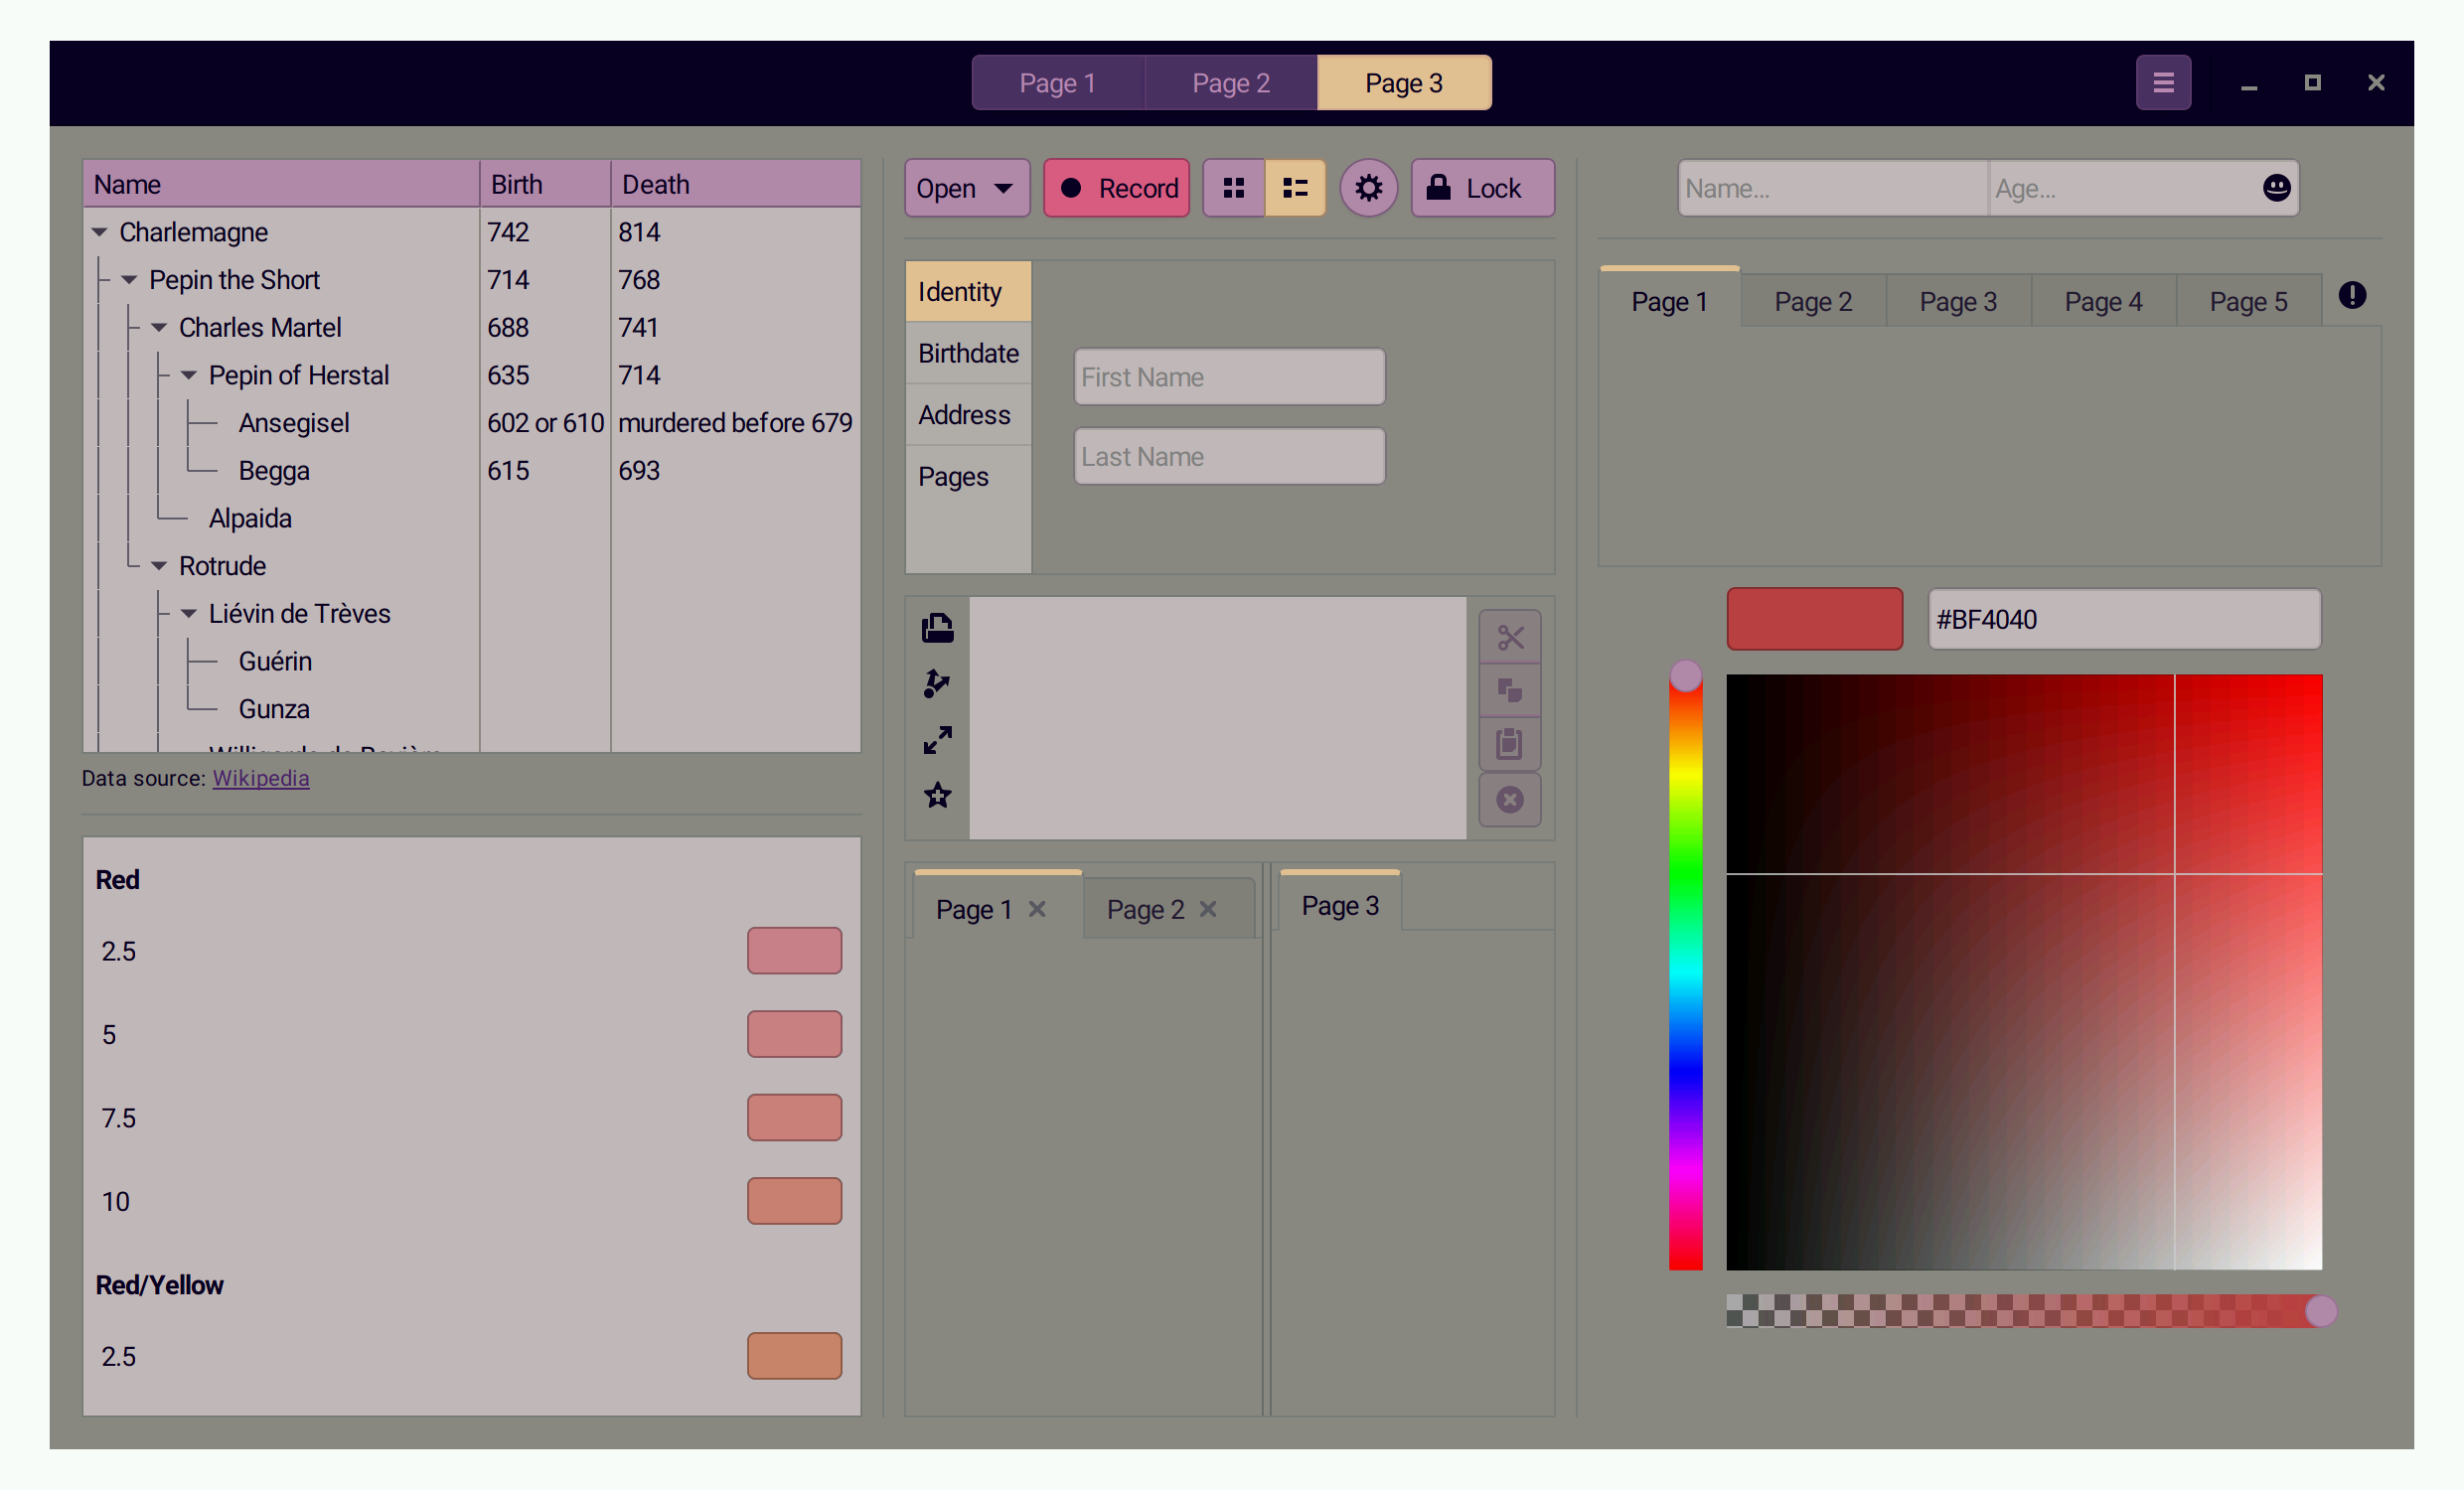 Page 1 Page 2 Page 3
Name Birth Death
Charlemagne 742 814
Pepin the Short 714 768
Charles Martel 688 741
Pepin of Herstal 635 714
Ansegisel 602 or 610 murdered before 679
Begga 615 693
Alpaida
Rotrude
Liévin de Trèves
Guérin
Gunza
Data source: Wikipedia
Red
2.5
5
7.5
10
Red/Yellow
2.5
Open Record Lock
Identity
Birthdate
Address
Pages
First Name
Last Name
Page 1 Page 2 Page 3
Name... Age...
Page 1 Page 2 Page 3 Page 4 Page 5
#BF4040